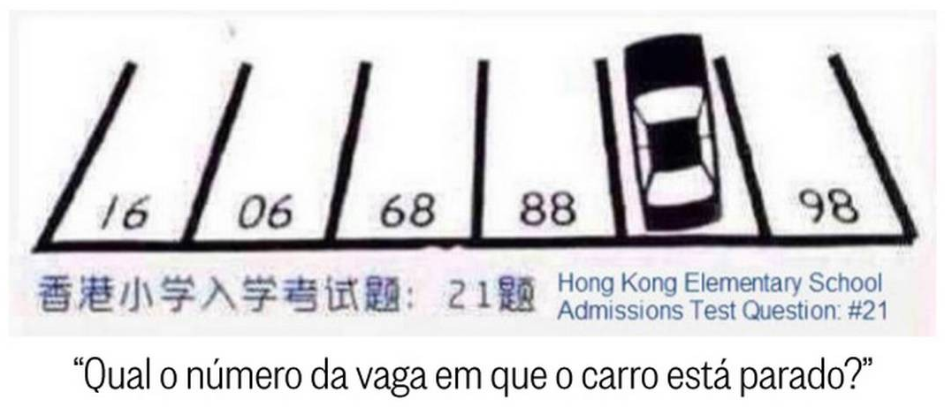 16 06 68 88 98
香港小学入学考试题: 21题
Hong Kong Elementary School
Admissions Test Question: #21
“Qual o número da vaga em que o carro está parado?”